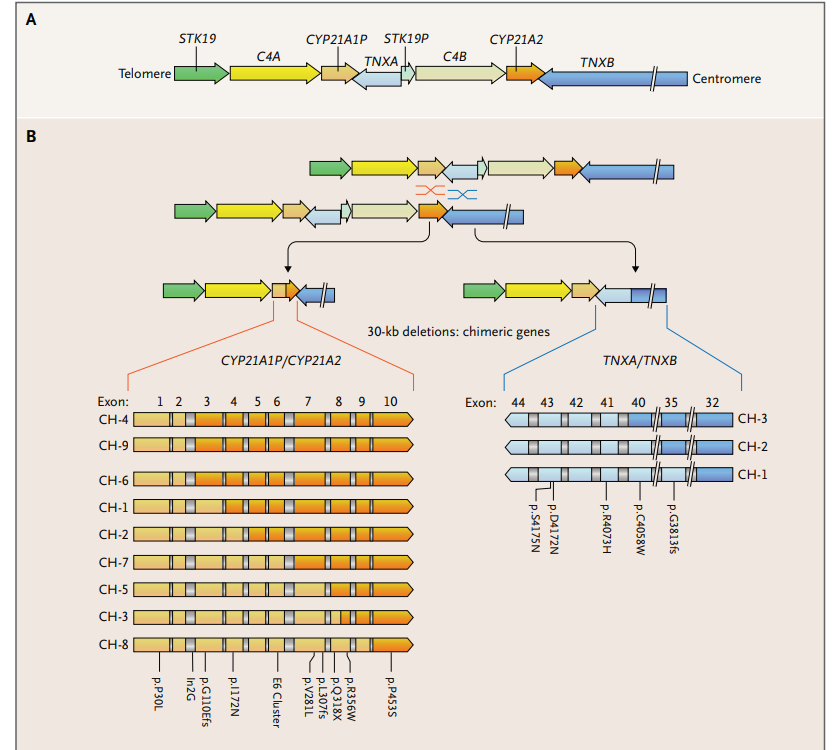 A
STK19
C4A
CYP21A1P
TNXA
STK19P
C4B
CYP21A2
TNXB
Telomere
Centromere
B
30-kb deletions: chimeric genes
CYP21A1P/CYP21A2
Exon: 1 2 3 4 5 6 7 8 9 10
CH-4
CH-9
CH-6
CH-1
CH-2
CH-7
CH-5
CH-3
CH-8
p.P30L
In2G
p.G110Efs
p.I172N
E6 Cluster
p.V281L
p.L307fs
p.Q318X
p.R356W
p.P453S
TNXA/TNXB
Exon: 44 43 42 41 40 35 32
CH-3
CH-2
CH-1
p.S4175N
p.D4172N
p.R4073H
p.C4058W
p.G3813fs